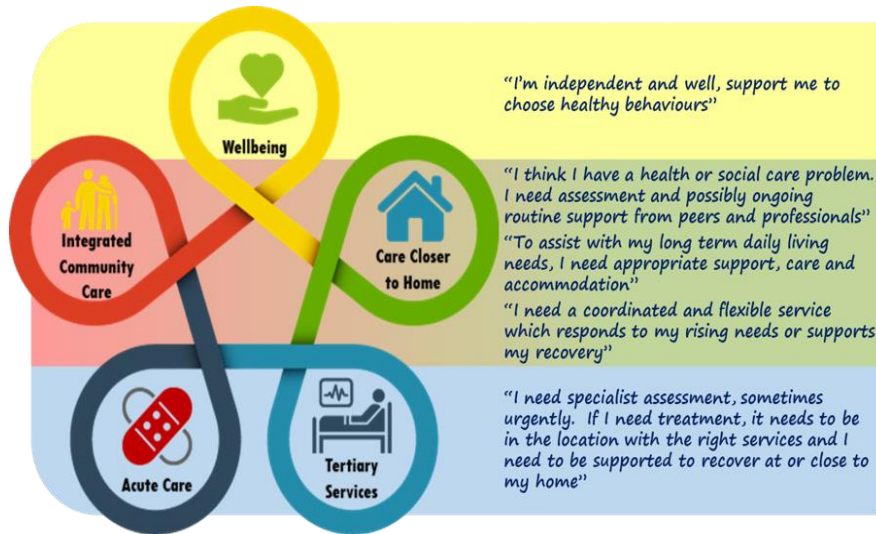 Wellbeing
"I'm independent and well, support me to
choose healthy behaviours"
Integrated
Community
Care
Care Closer
to Home
"I think I have a health or social care problem.
I need assessment and possibly ongoing
routine support from peers and professionals"
"To assist with my long term daily living
needs, I need appropriate support, care and
accommodation"
"I need a coordinated and flexible service
which responds to my rising needs or supports
my recovery"
Acute Care
Tertiary
Services
"I need specialist assessment, sometimes
urgently. If I need treatment, it needs to be
in the location with the right services and I
need to be supported to recover at or close to
my home"